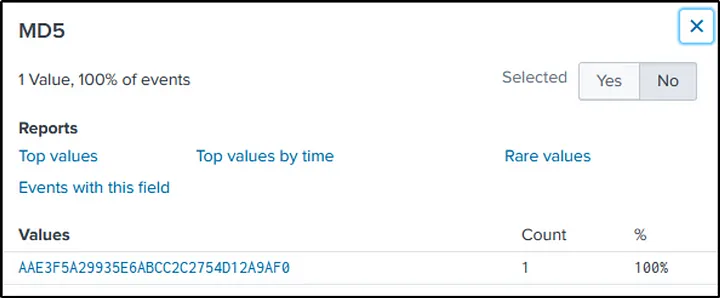 MD5
1 Value, 100% of events Selected Yes No
Reports
Top values Top values by time Rare values
Events with this field
Values Count %
AAE3F5A29935E6ABCC2C2754D12A9AF0 1 100%